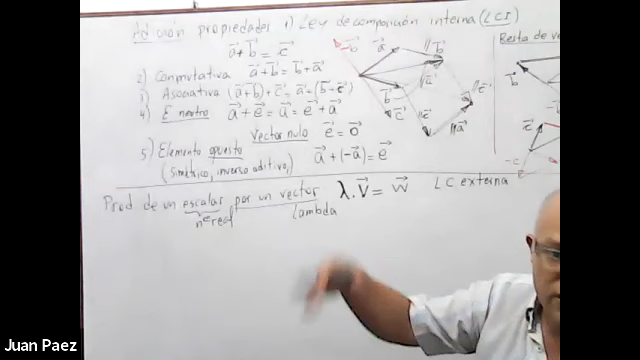 Adición propiedades 1) Ley de composición interna (LCI)
a⃗+b⃗ = c⃗
2) Conmutativa a⃗+b⃗ = b⃗+a⃗
3) Asociativa (a⃗+b⃗)+c⃗ = a⃗+(b⃗+c⃗)
4) E neutro a⃗+e⃗ = a⃗ = e⃗+a⃗
Vector nulo e⃗ = 0⃗
5) Elemento opuesto
(simétrico, inverso aditivo) a⃗+(-a⃗) = e⃗
-b⃗ a⃗ //b⃗
//a⃗ //c⃗
b⃗ c⃗ //c⃗ //a⃗
Resta de
b⃗
c⃗
-c
Prod. de un escalar por un vector λ.v⃗ = w⃗ LC externa
nº real lambda
Juan Paez